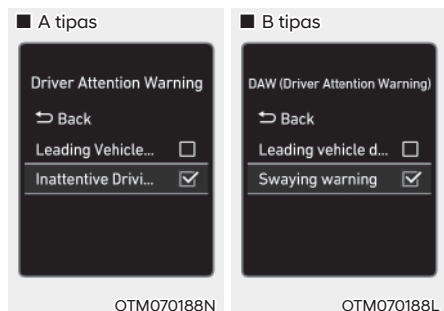 ■ A tipas
Driver Attention Warning
Back
Leading Vehicle...
Inattentive Drivi...
OTM070188N
■ B tipas
DAW (Driver Attention Warning)
Back
Leading vehicle d...
Swaying warning
OTM070188L